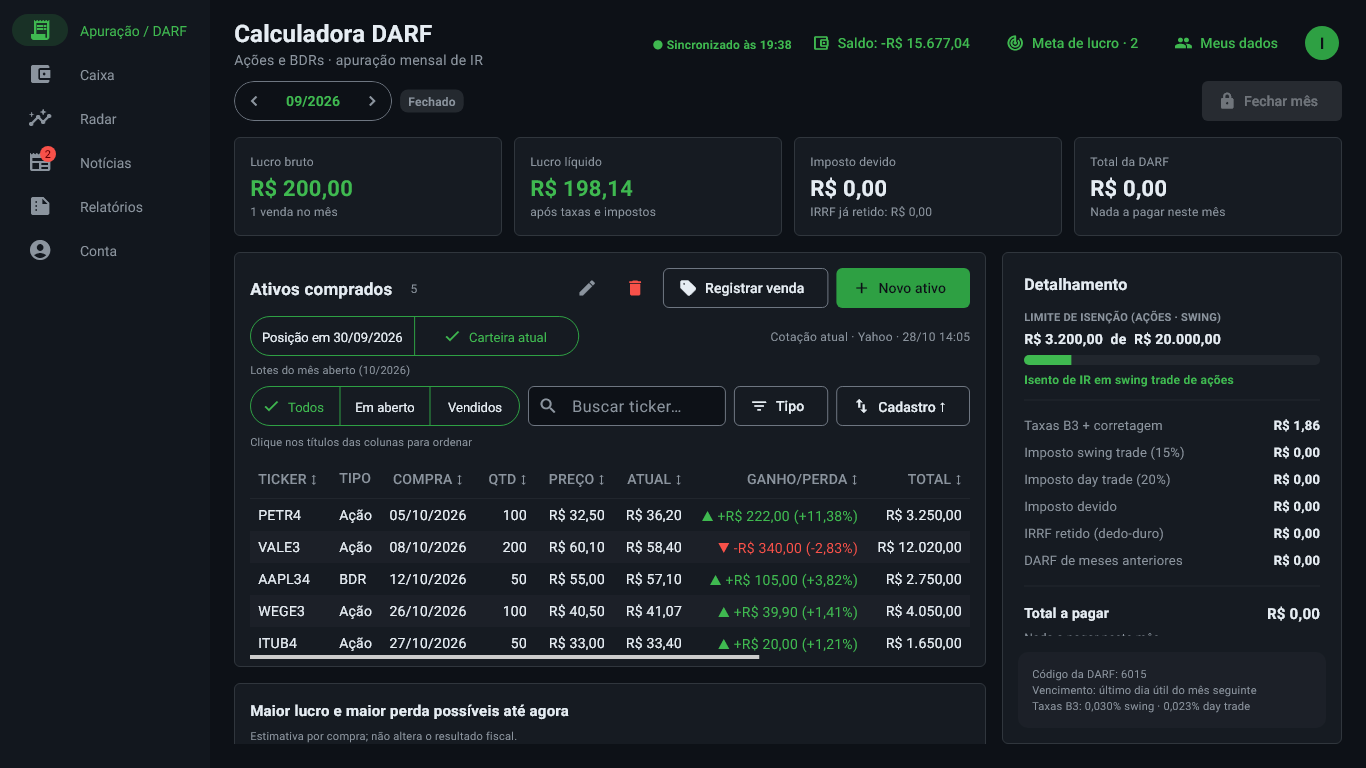 Apuração / DARF
Caixa
Radar
2
Notícias
Relatórios
Conta
Calculadora DARF
Ações e BDRs · apuração mensal de IR
Sincronizado às 19:38
Saldo: -R$ 15.677,04
Meta de lucro · 2
Meus dados
I
09/2026
Fechado
Fechar mês
Lucro bruto
R$ 200,00
1 venda no mês
Lucro líquido
R$ 198,14
após taxas e impostos
Imposto devido
R$ 0,00
IRRF já retido: R$ 0,00
Total da DARF
R$ 0,00
Nada a pagar neste mês
Ativos comprados 5
Registrar venda
+ Novo ativo
Posição em 30/09/2026
Carteira atual
Cotação atual · Yahoo · 28/10 14:05
Lotes do mês aberto (10/2026)
Todos
Em aberto
Vendidos
Buscar ticker...
Tipo
Cadastro ↑
Clique nos títulos das colunas para ordenar
TICKER ↕ TIPO COMPRA ↕ QTD ↕ PREÇO ↕ ATUAL ↕ GANHO/PERDA ↕ TOTAL ↕
PETR4 Ação 05/10/2026 100 R$ 32,50 R$ 36,20 ▲ +R$ 222,00 (+11,38%) R$ 3.250,00
VALE3 Ação 08/10/2026 200 R$ 60,10 R$ 58,40 ▼ -R$ 340,00 (-2,83%) R$ 12.020,00
AAPL34 BDR 12/10/2026 50 R$ 55,00 R$ 57,10 ▲ +R$ 105,00 (+3,82%) R$ 2.750,00
WEGE3 Ação 26/10/2026 100 R$ 40,50 R$ 41,07 ▲ +R$ 39,90 (+1,41%) R$ 4.050,00
ITUB4 Ação 27/10/2026 50 R$ 33,00 R$ 33,40 ▲ +R$ 20,00 (+1,21%) R$ 1.650,00
Maior lucro e maior perda possíveis até agora
Estimativa por compra; não altera o resultado fiscal.
Detalhamento
LIMITE DE ISENÇÃO (AÇÕES · SWING)
R$ 3.200,00 de R$ 20.000,00
Isento de IR em swing trade de ações
Taxas B3 + corretagem R$ 1,86
Imposto swing trade (15%) R$ 0,00
Imposto day trade (20%) R$ 0,00
Imposto devido R$ 0,00
IRRF retido (dedo-duro) R$ 0,00
DARF de meses anteriores R$ 0,00
Total a pagar R$ 0,00
Código da DARF: 6015
Vencimento: último dia útil do mês seguinte
Taxas B3: 0,030% swing · 0,023% day trade